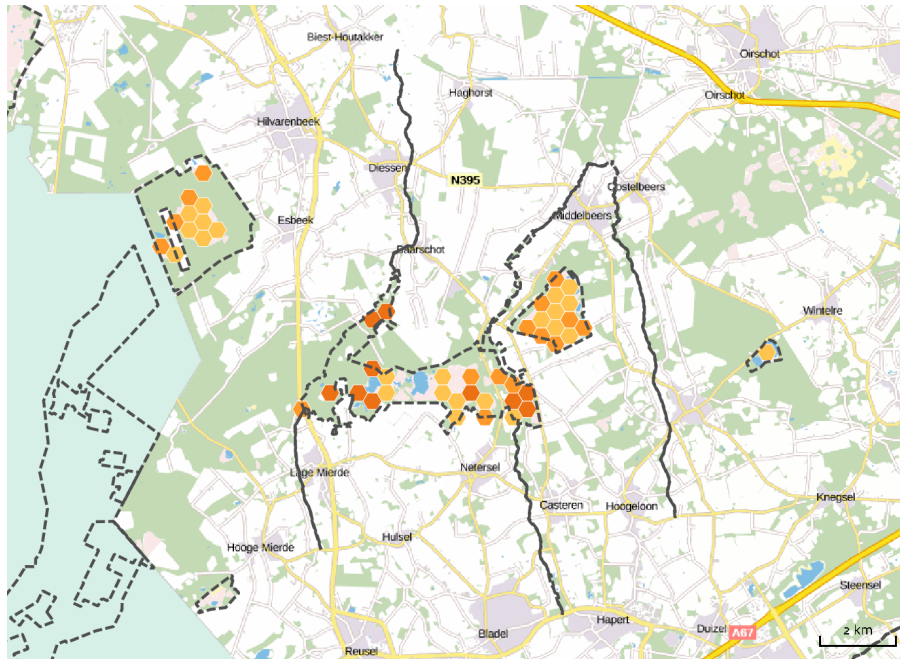 Biest-Houtakker
Oirschot
Haghorst
Oirschot
Hilvarenbeek
Diessen
N395
Oostelbeers
Middelbeers
Esbeek
Baarschot
Wintelre
Lage Mierde
Netersel
Knegsel
Casteren
Hoogeloon
Hulsel
Hooge Mierde
Steensel
Hapert
Duizel
A67
2 km
Bladel
Reusel